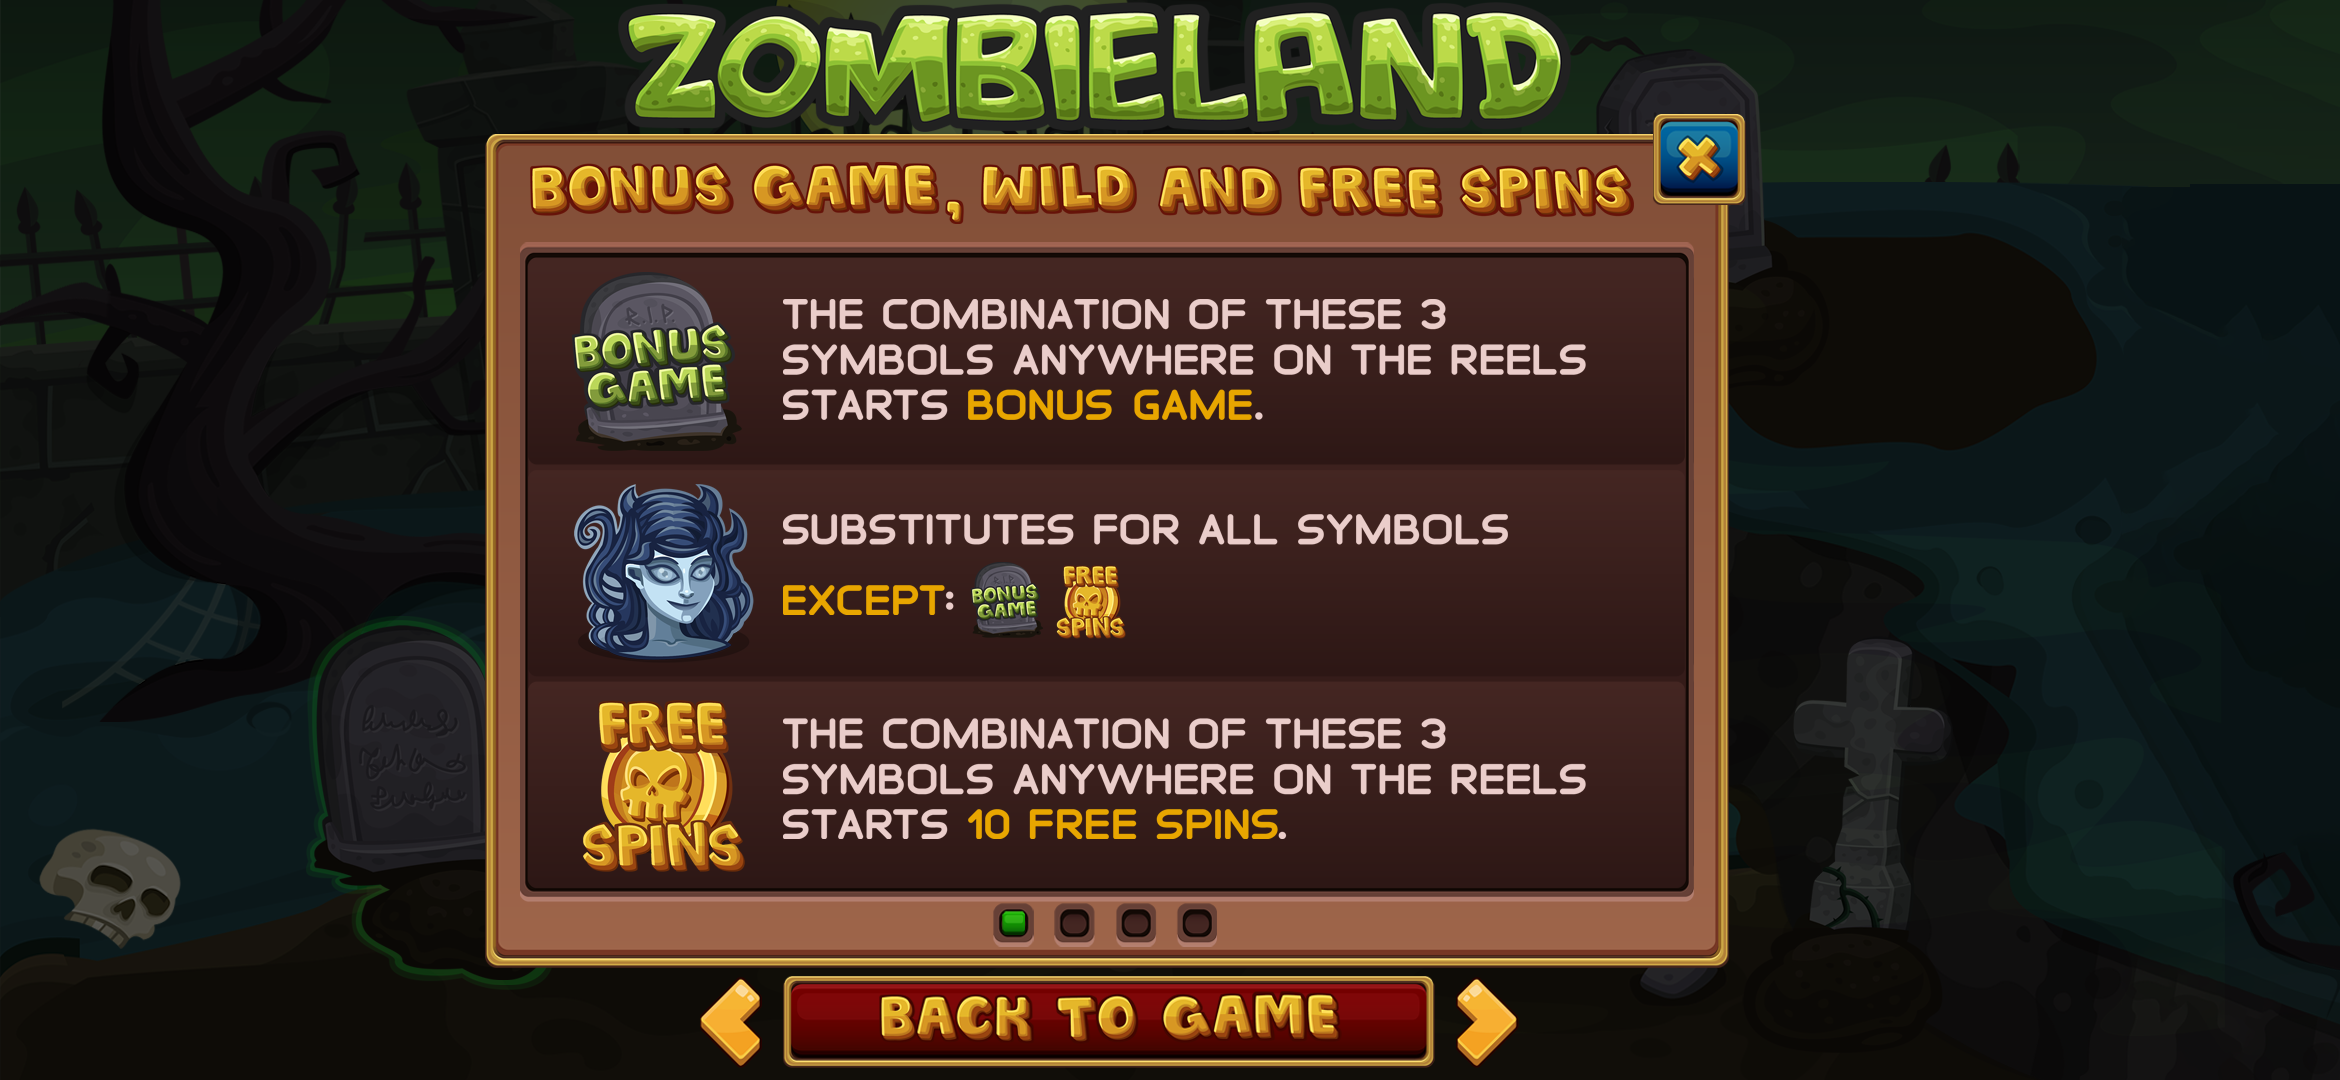 ZOMBIELAND
BONUS GAME, WILD AND FREE SPINS
R.I.P.
BONUS
GAME
THE COMBINATION OF THESE 3
SYMBOLS ANYWHERE ON THE REELS
STARTS BONUS GAME.
SUBSTITUTES FOR ALL SYMBOLS
EXCEPT:
R.I.P.
BONUS
GAME
FREE
SPINS
FREE
SPINS
THE COMBINATION OF THESE 3
SYMBOLS ANYWHERE ON THE REELS
STARTS 10 FREE SPINS.
BACK TO GAME